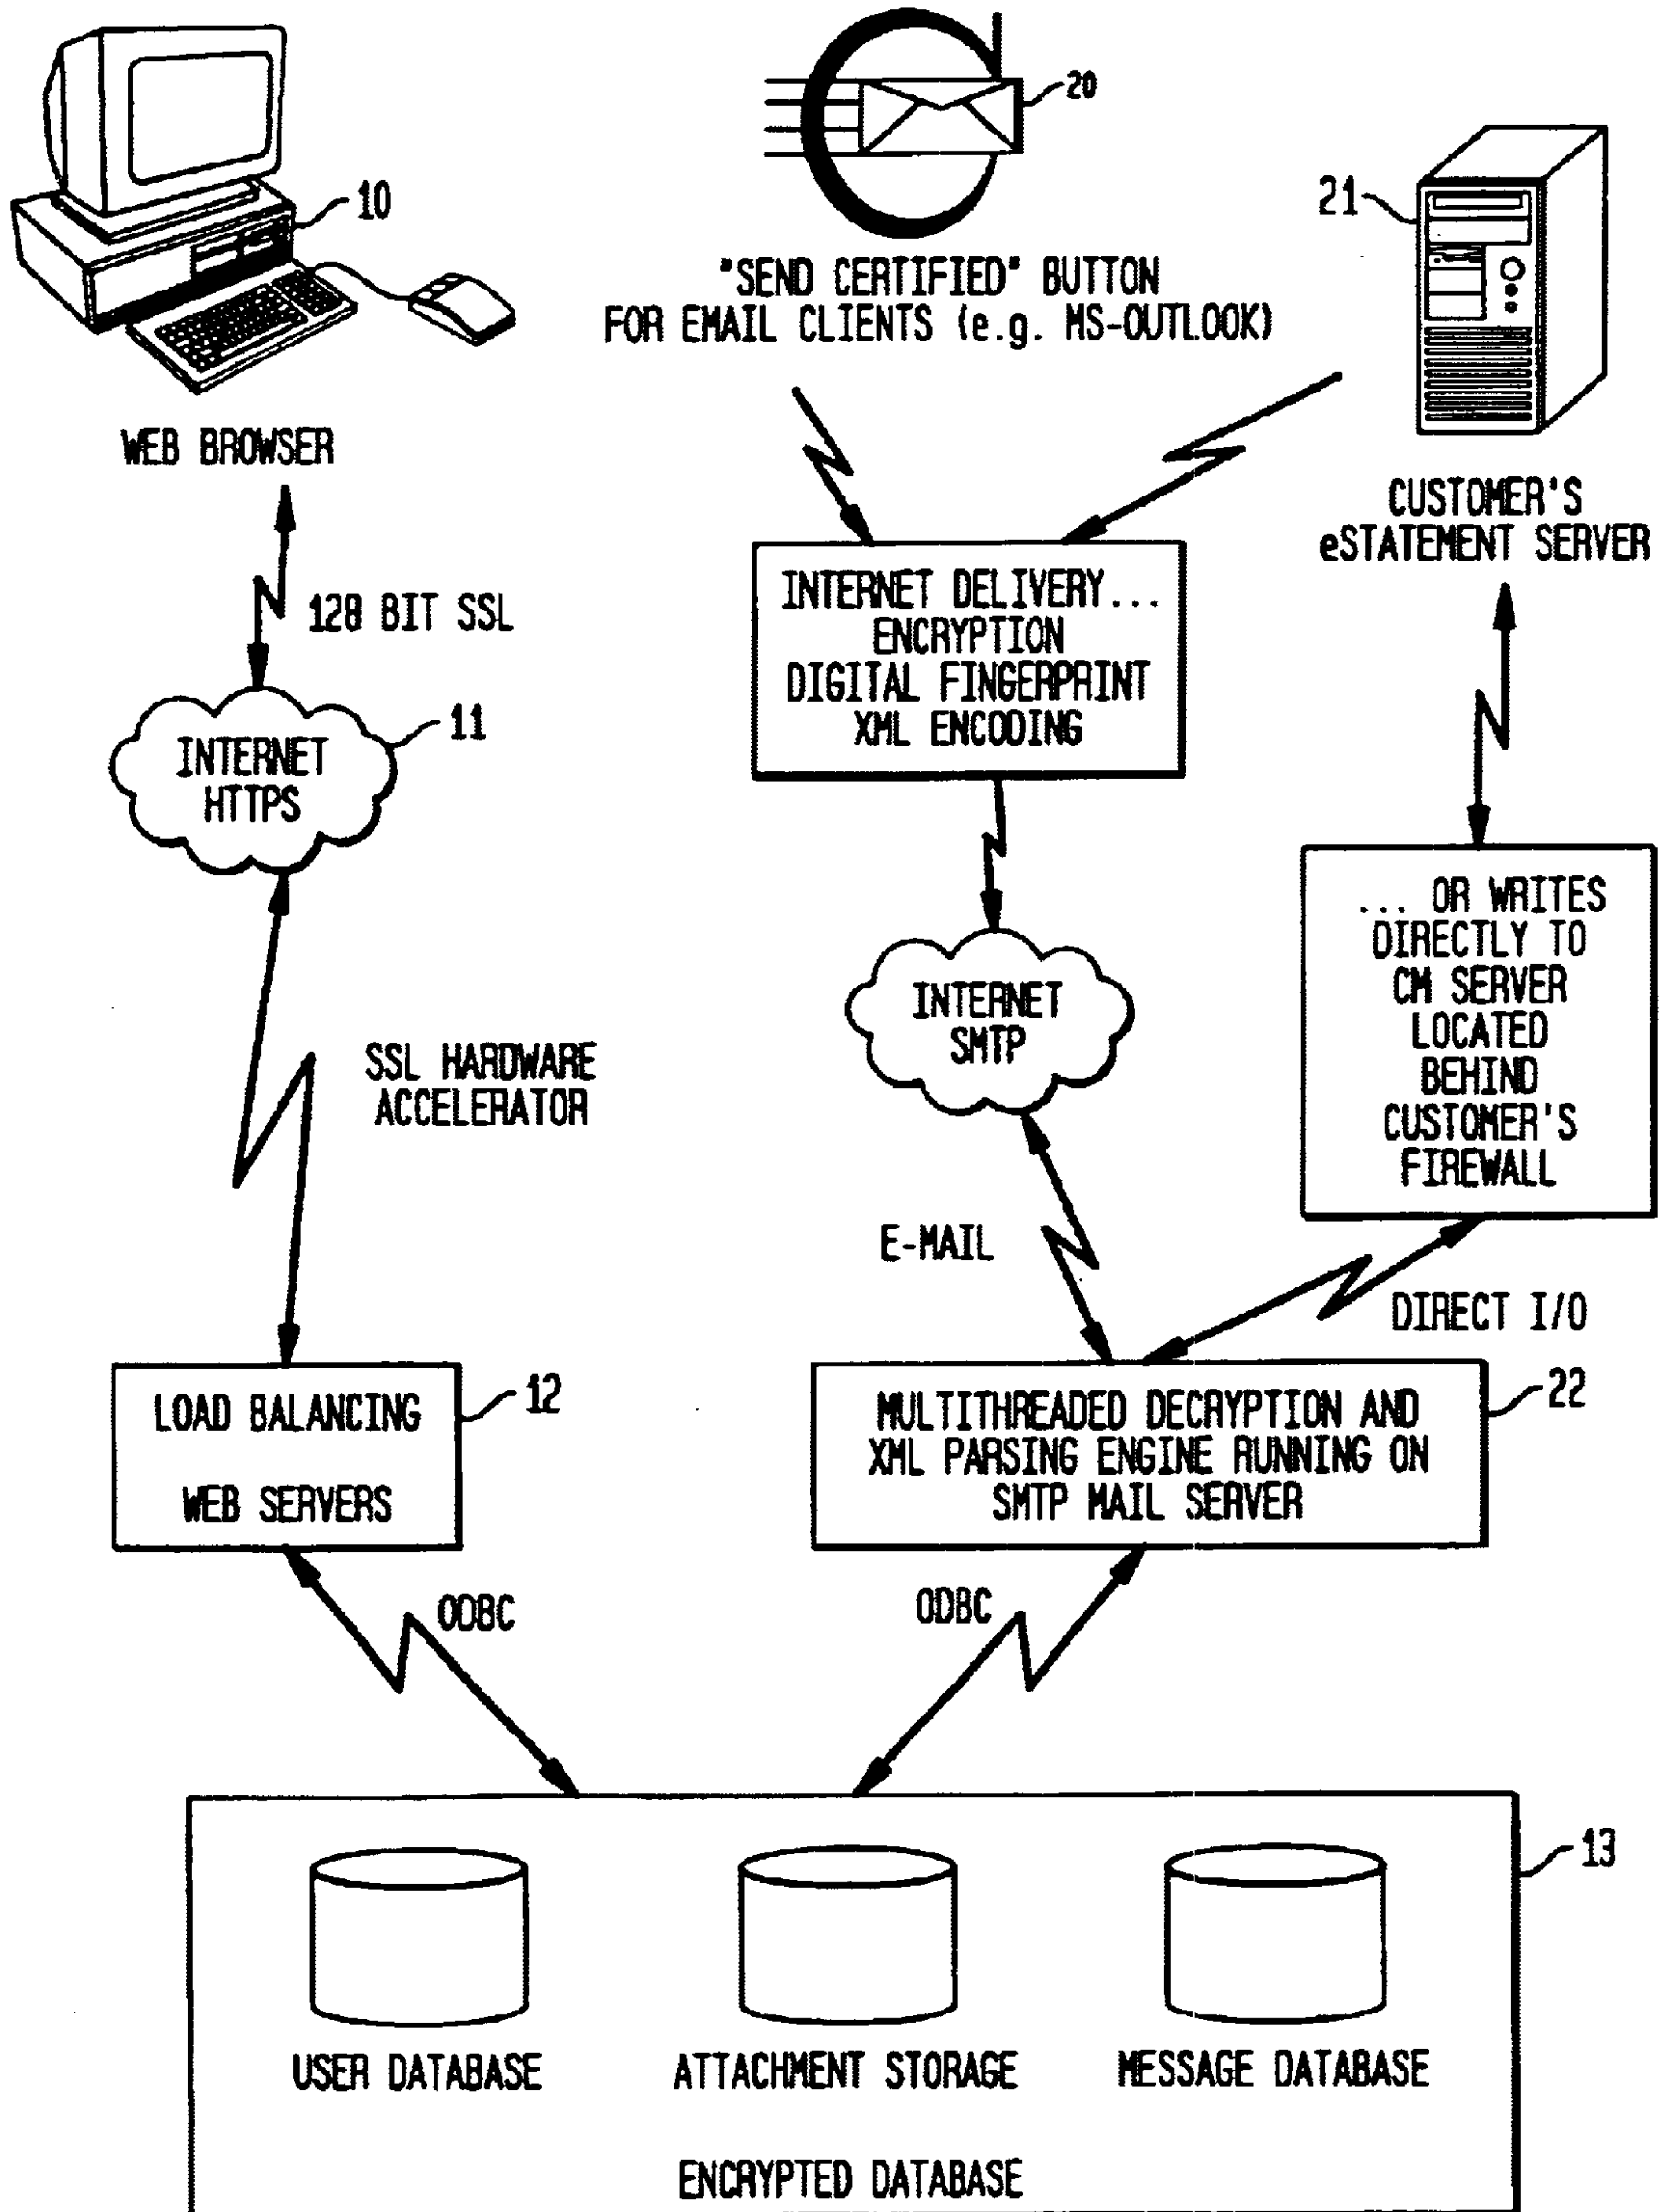 20
10
21
"SEND CERTIFIED" BUTTON
FOR EMAIL CLIENTS (e.g. MS-OUTLOOK)
WEB BROWSER
CUSTOMER'S
eSTATEMENT SERVER
128 BIT SSL
INTERNET DELIVERY...
ENCRYPTION
DIGITAL FINGERPRINT
XML ENCODING
11
INTERNET
HTTPS
... OR WRITES
DIRECTLY TO
CM SERVER
LOCATED
BEHIND
CUSTOMER'S
FIREWALL
INTERNET
SMTP
SSL HARDWARE
ACCELERATOR
E-MAIL
DIRECT I/O
12
LOAD BALANCING
WEB SERVERS
22
MULTITHREADED DECRYPTION AND
XML PARSING ENGINE RUNNING ON
SMTP MAIL SERVER
ODBC
ODBC
13
USER DATABASE
ATTACHMENT STORAGE
MESSAGE DATABASE
ENCRYPTED DATABASE